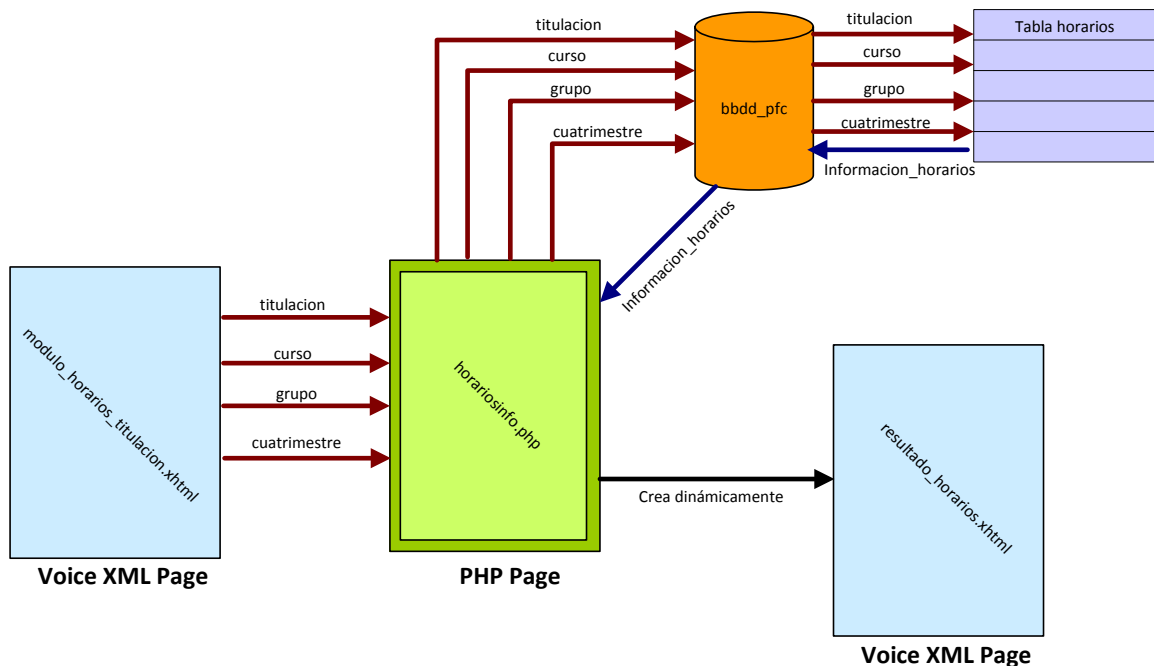 titulacion
curso
grupo
cuatrimestre
bbdd_pfc
titulacion
curso
grupo
cuatrimestre
Informacion_horarios
Tabla horarios
Informacion_horarios
modulo_horarios_titulacion.xhtml
titulacion
curso
grupo
cuatrimestre
horariosinfo.php
Crea dinámicamente
resultado_horarios.xhtml
Voice XML Page
PHP Page
Voice XML Page